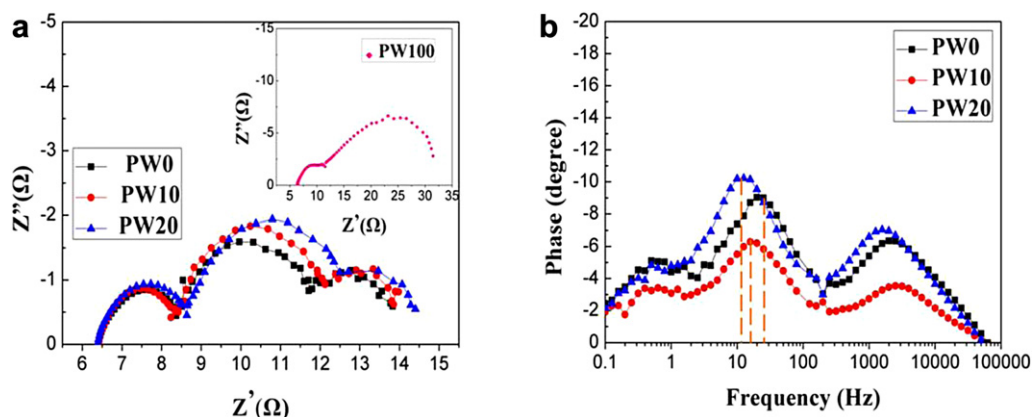 a
-5
-4
-3
-2
-1
0
Z"(Ω)
6 7 8 9 10 11 12 13 14 15
Z'(Ω)
PW0
PW10
PW20
-15
-10
-5
0
Z"(Ω)
5 10 15 20 25 30 35
Z'(Ω)
PW100
b
-20
-18
-16
-14
-12
-10
-8
-6
-4
-2
0
Phase (degree)
0.1 1 10 100 1000 10000 100000
Frequency (Hz)
PW0
PW10
PW20